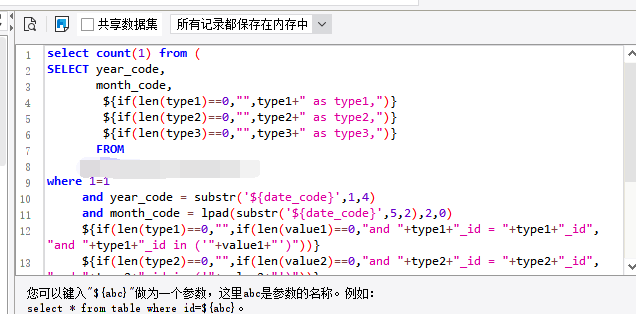 共享数据集 所有记录都保存在内存中
1 select count(1) from (
2 SELECT year_code,
3 month_code,
4 ${if(len(type1)==0,"",type1+" as type1,")}
5 ${if(len(type2)==0,"",type2+" as type2,")}
6 ${if(len(type3)==0,"",type3+" as type3,")}
7 FROM
8
9 where 1=1
10 and year_code = substr('${date_code}',1,4)
11 and month_code = lpad(substr('${date_code}',5,2),2,0)
12 ${if(len(type1)==0,"",if(len(value1)==0,"and "+type1+"_id = "+type1+"_id",
"and "+type1+"_id in ('"+value1+"')"))}
13 ${if(len(type2)==0,"",if(len(value2)==0,"and "+type2+"_id = "+type2+"_id",
您可以键入"${abc}"做为一个参数，这里abc是参数的名称。例如：
select * from table where id=${abc}。